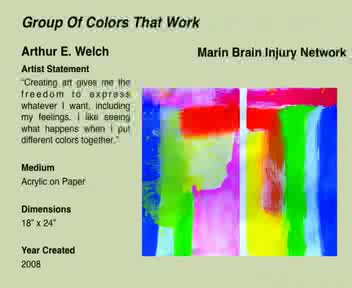 Group Of Colors That Work
Arthur E. Welch
Marin Brain Injury Network
Artist Statement
“Creating art gives me the
freedom to express
whatever I want, including
my feelings. I like seeing
what happens when I put
different colors together.”
Medium
Acrylic on Paper
Dimensions
18” x 24”
Year Created
2008